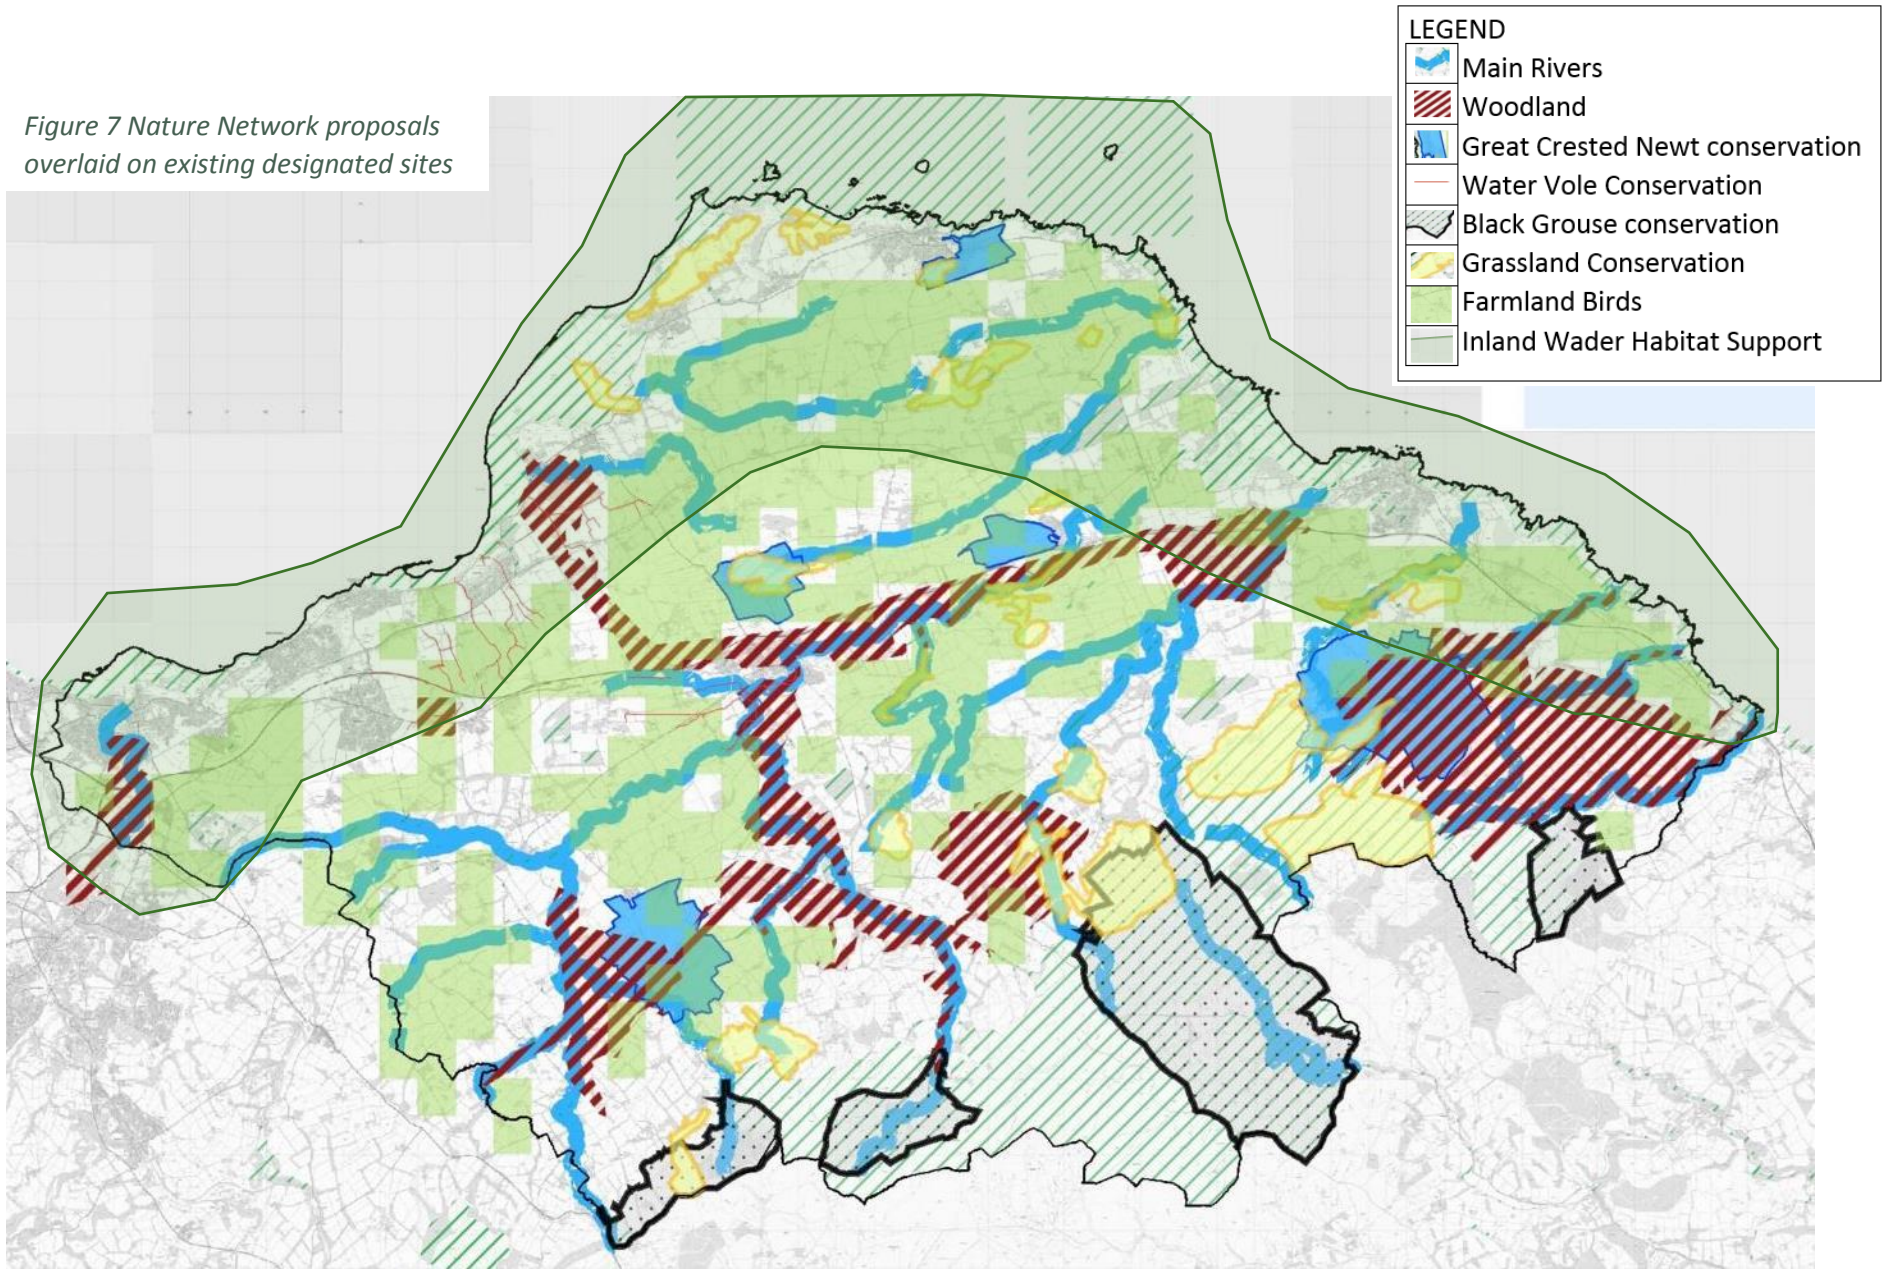 Figure 7 Nature Network proposals
overlaid on existing designated sites
LEGEND
Main Rivers
Woodland
Great Crested Newt conservation
Water Vole Conservation
Black Grouse conservation
Grassland Conservation
Farmland Birds
Inland Wader Habitat Support